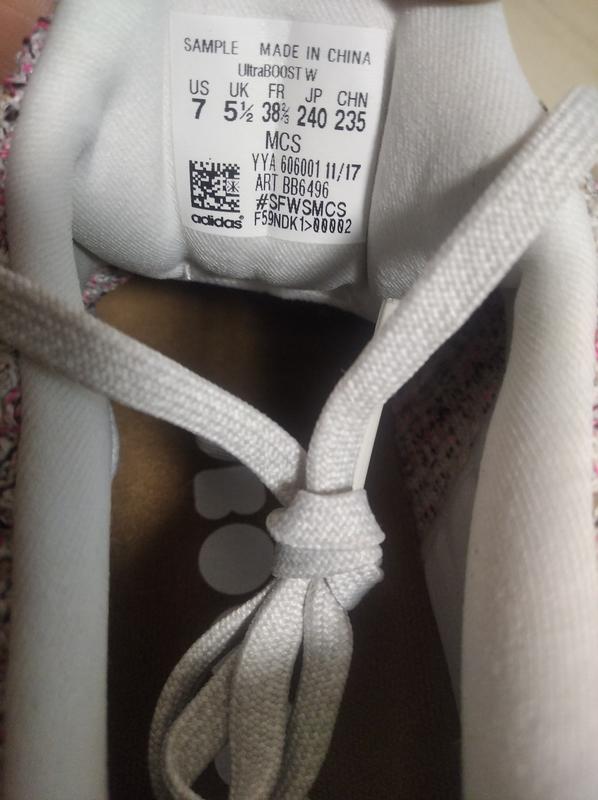 SAMPLE MADE IN CHINA
UltraBOOST W
US UK FR JP CHN
7 5½ 38⅔ 240 235
MCS
YYA 606001 11/17
ART BB6496
#SFWSMCS
adidas® F59NDK1>00002